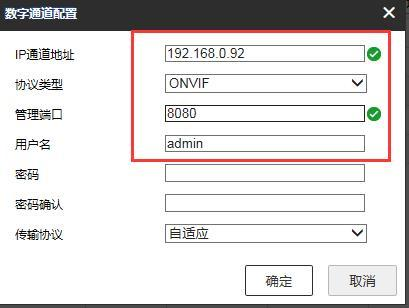 数字通道配置
IP通道地址 192.168.0.92
协议类型 ONVIF
管理端口 8080
用户名 admin
密码
密码确认
传输协议 自适应
确定 取消